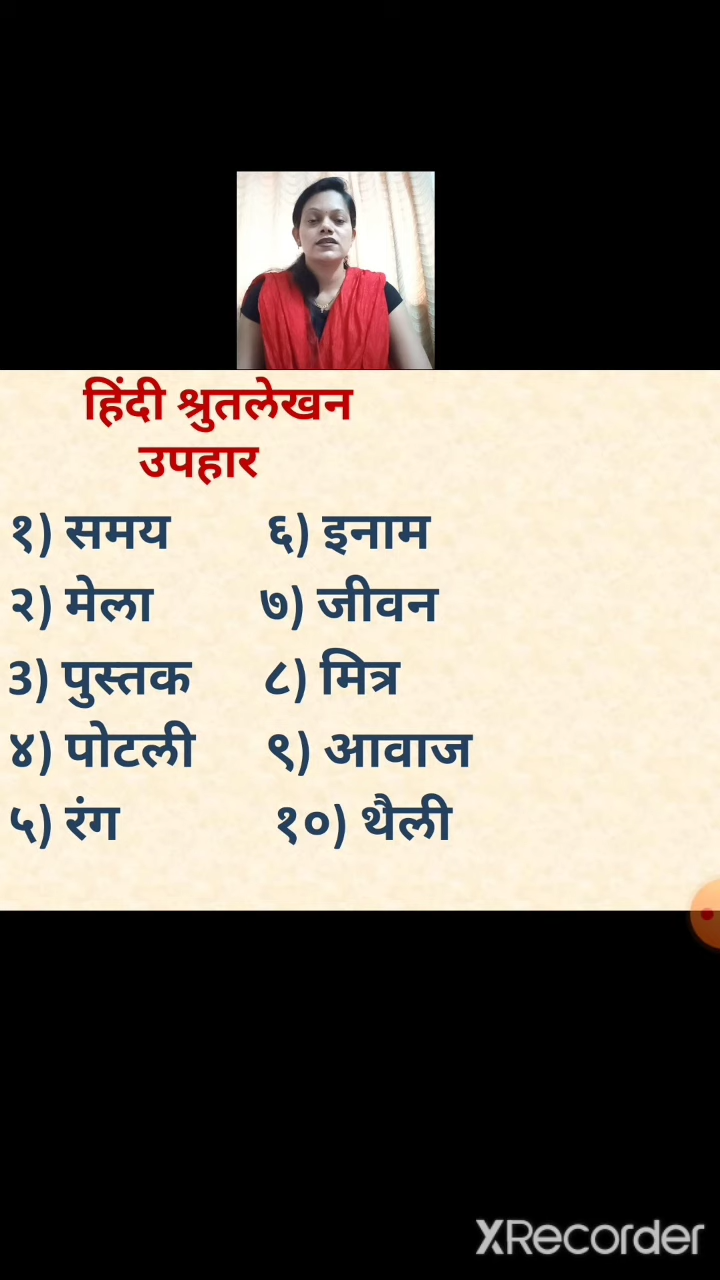 हिंदी श्रुतलेखन
उपहार
१) समय ६) इनाम
२) मेला ७) जीवन
3) पुस्तक ८) मित्र
४) पोटली ९) आवाज
५) रंग १०) थैली
XRecorder